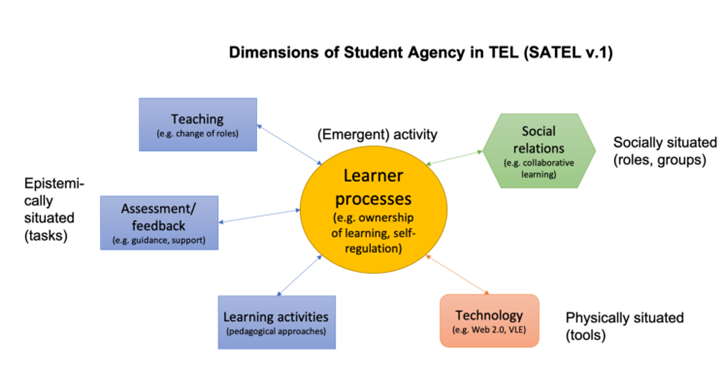 Dimensions of Student Agency in TEL (SATEL v.1)
Teaching
(e.g. change of roles)
(Emergent) activity
Social
relations
(e.g. collaborative
learning)
Socially situated
(roles, groups)
Learner
processes
(e.g. ownership
of learning, self-
regulation)
Epistemi-
cally
situated
(tasks)
Assessment/
feedback
(e.g. guidance, support)
Learning activities
(pedagogical approaches)
Technology
(e.g. Web 2.0, VLE)
Physically situated
(tools)